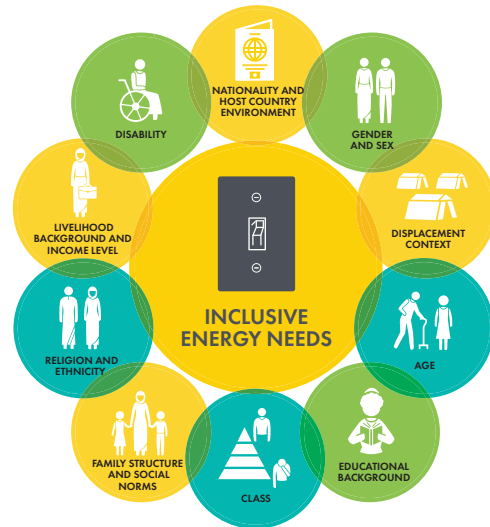 NATIONALITY AND
HOST COUNTRY
ENVIRONMENT
GENDER
AND SEX
DISPLACEMENT
CONTEXT
AGE
EDUCATIONAL
BACKGROUND
CLASS
FAMILY STRUCTURE
AND SOCIAL
NORMS
RELIGION AND
ETHNICITY
LIVELIHOOD
BACKGROUND AND
INCOME LEVEL
DISABILITY
INCLUSIVE
ENERGY NEEDS